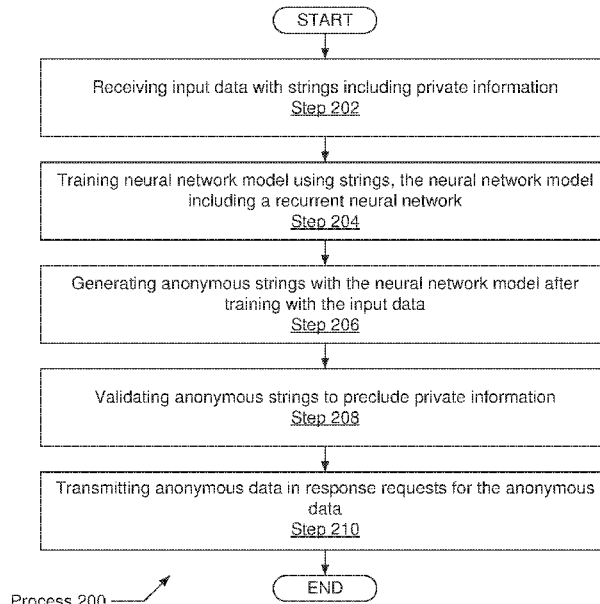 START
Receiving input data with strings including private information
Step 202
Training neural network model using strings, the neural network model
including a recurrent neural network
Step 204
Generating anonymous strings with the neural network model after
training with the input data
Step 206
Validating anonymous strings to preclude private information
Step 208
Transmitting anonymous data in response requests for the anonymous
data
Step 210
END
Process 200